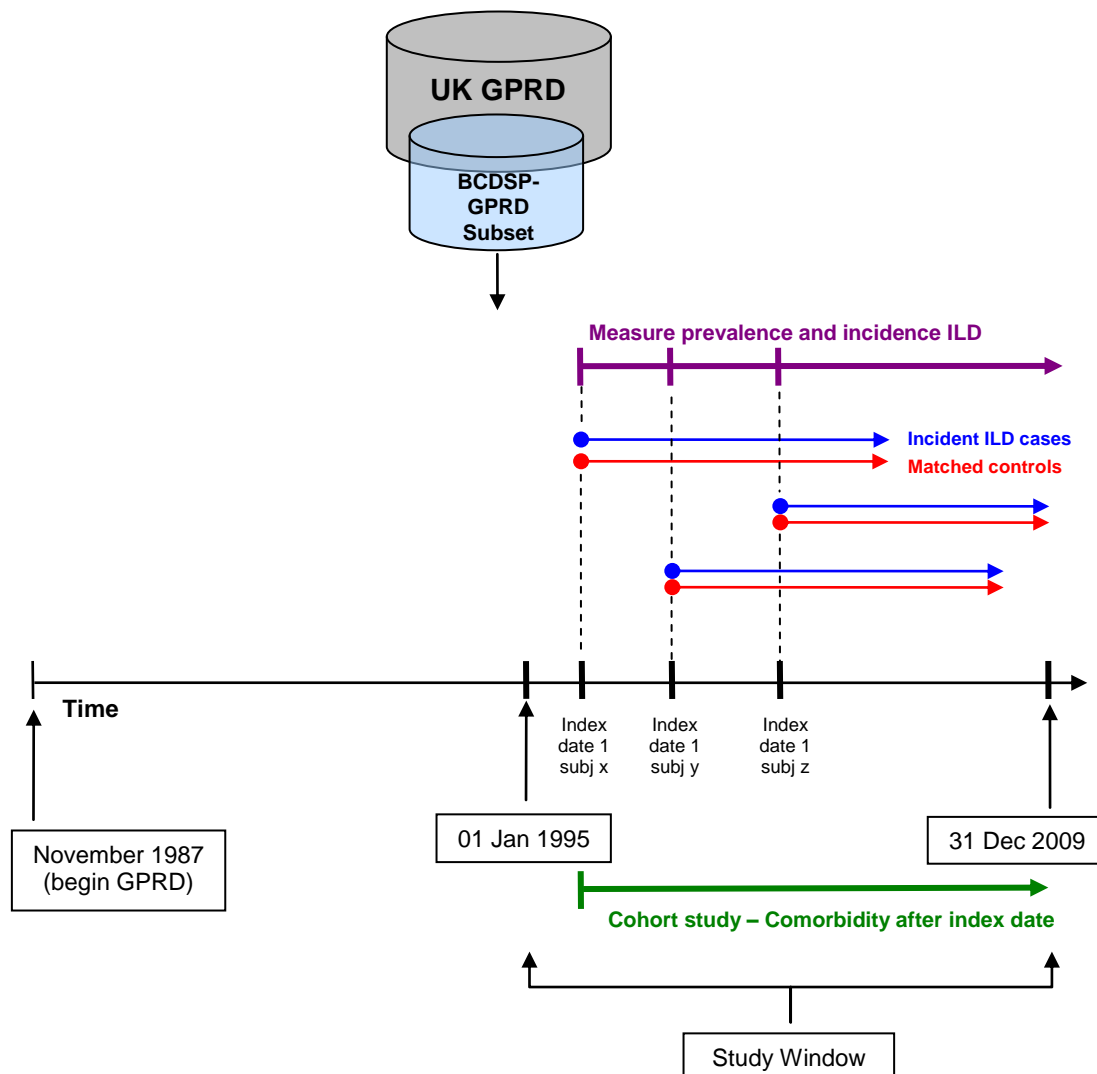 UK GPRD
BCDSP-
GPRD
Subset
Measure prevalence and incidence ILD
Incident ILD cases
Matched controls
Time
Index
date 1
subj x
Index
date 1
subj y
Index
date 1
subj z
November 1987
(begin GPRD)
01 Jan 1995
31 Dec 2009
Cohort study – Comorbidity after index date
Study Window